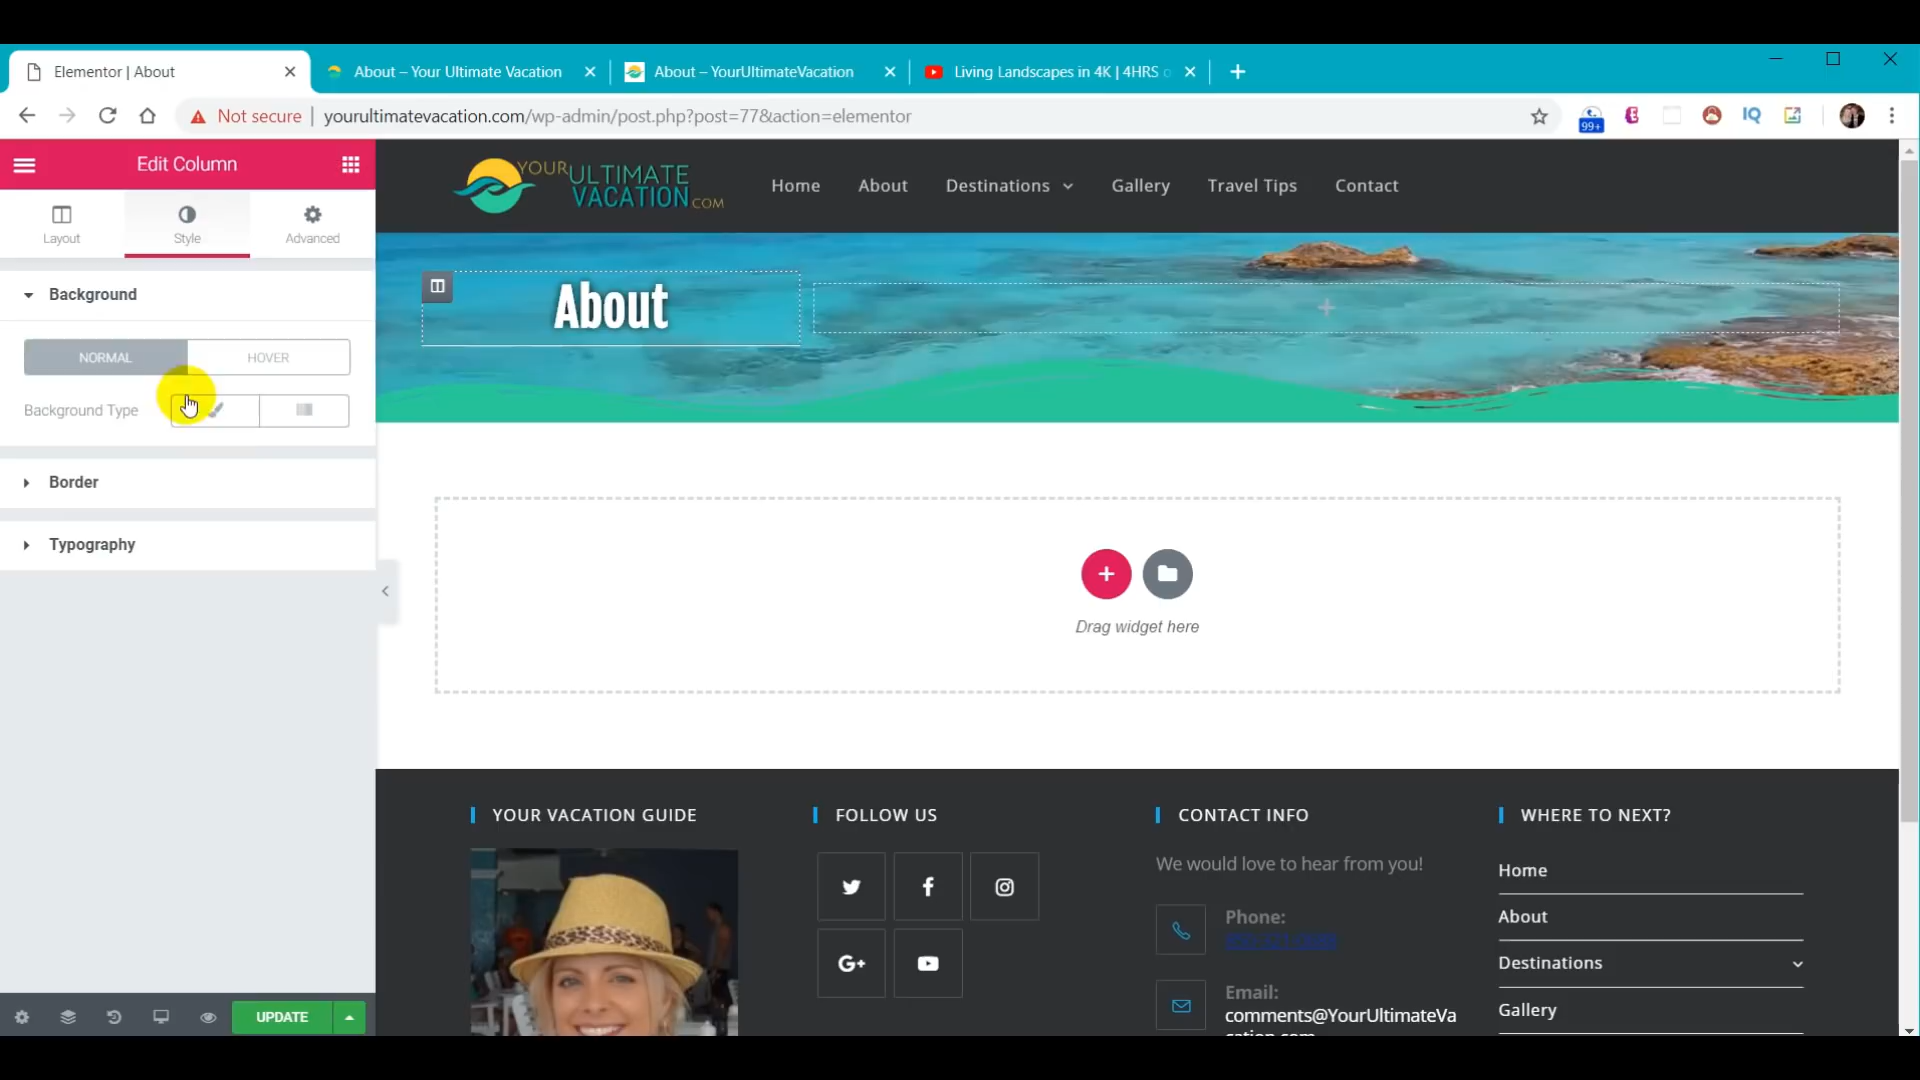 Elementor | About
About – Your Ultimate Vacation
About – YourUltimateVacation
Living Landscapes in 4K | 4HRS
Not secure
yourultimatevacation.com/wp-admin/post.php?post=77&action=elementor
99+
IQ
Edit Column
Layout
Style
Advanced
Background
NORMAL
HOVER
Background Type
Border
Typography
UPDATE
YOUR ULTIMATE
VACATION.COM
Home
About
Destinations
Gallery
Travel Tips
Contact
About
Drag widget here
YOUR VACATION GUIDE
FOLLOW US
G+
CONTACT INFO
We would love to hear from you!
Phone:
Email:
comments@YourUltimateVa
cation.com
WHERE TO NEXT?
Home
About
Destinations
Gallery